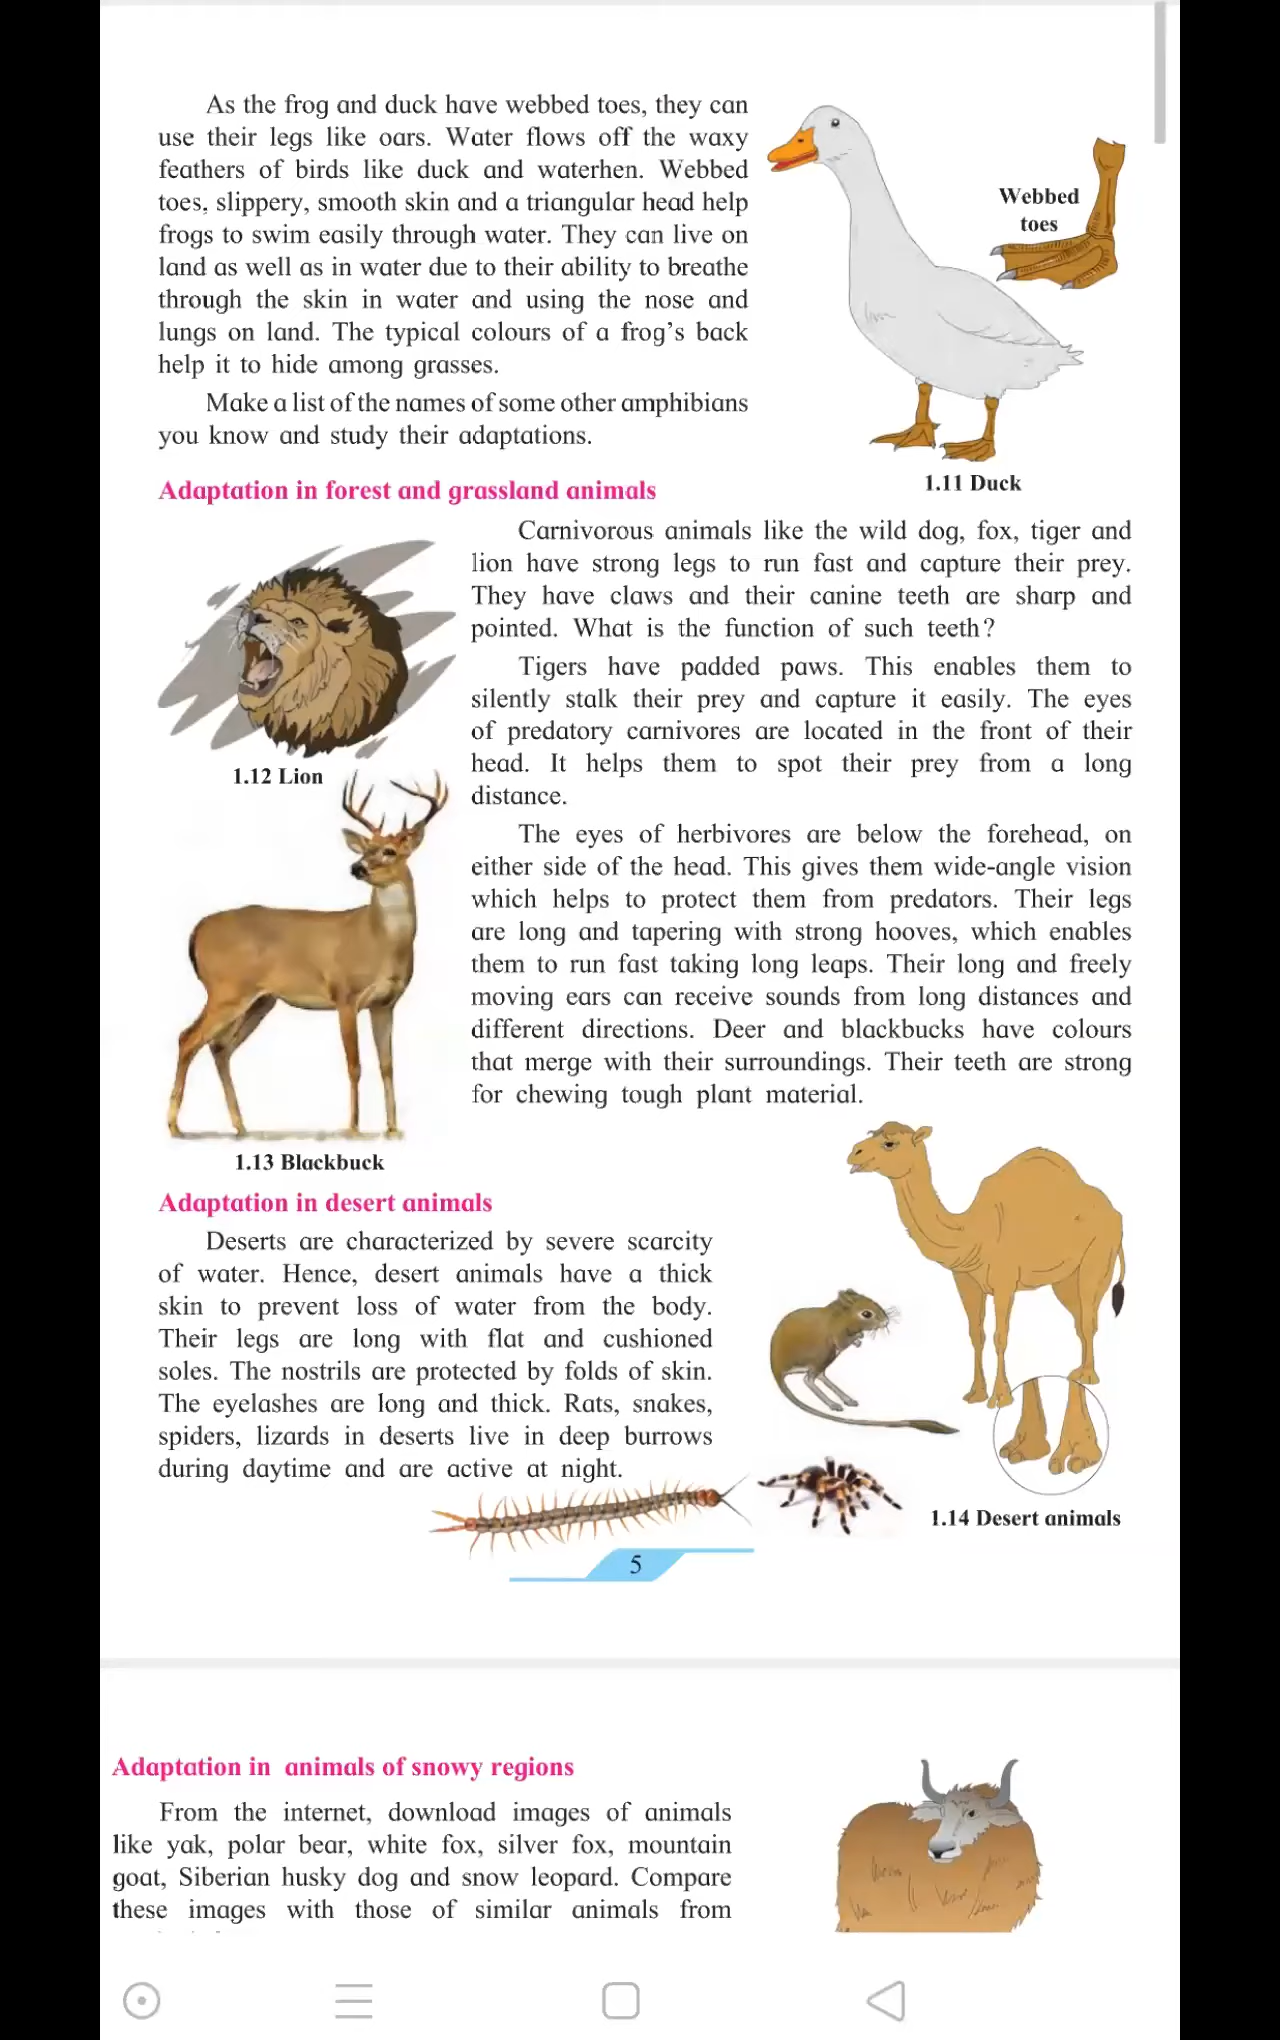 As the frog and duck have webbed toes, they can
use their legs like oars. Water flows off the waxy
feathers of birds like duck and waterhen. Webbed
toes, slippery, smooth skin and a triangular head help
frogs to swim easily through water. They can live on
land as well as in water due to their ability to breathe
through the skin in water and using the nose and
lungs on land. The typical colours of a frog's back
help it to hide among grasses.
Make a list of the names of some other amphibians
you know and study their adaptations.
Webbed
toes
1.11 Duck
Adaptation in forest and grassland animals
Carnivorous animals like the wild dog, fox, tiger and
lion have strong legs to run fast and capture their prey.
They have claws and their canine teeth are sharp and
pointed. What is the function of such teeth?
Tigers have padded paws. This enables them to
silently stalk their prey and capture it easily. The eyes
of predatory carnivores are located in the front of their
head. It helps them to spot their prey from a long
distance.
1.12 Lion
The eyes of herbivores are below the forehead, on
either side of the head. This gives them wide-angle vision
which helps to protect them from predators. Their legs
are long and tapering with strong hooves, which enables
them to run fast taking long leaps. Their long and freely
moving ears can receive sounds from long distances and
different directions. Deer and blackbucks have colours
that merge with their surroundings. Their teeth are strong
for chewing tough plant material.
1.13 Blackbuck
Adaptation in desert animals
Deserts are characterized by severe scarcity
of water. Hence, desert animals have a thick
skin to prevent loss of water from the body.
Their legs are long with flat and cushioned
soles. The nostrils are protected by folds of skin.
The eyelashes are long and thick. Rats, snakes,
spiders, lizards in deserts live in deep burrows
during daytime and are active at night.
1.14 Desert animals
5
Adaptation in animals of snowy regions
From the internet, download images of animals
like yak, polar bear, white fox, silver fox, mountain
goat, Siberian husky dog and snow leopard. Compare
these images with those of similar animals from